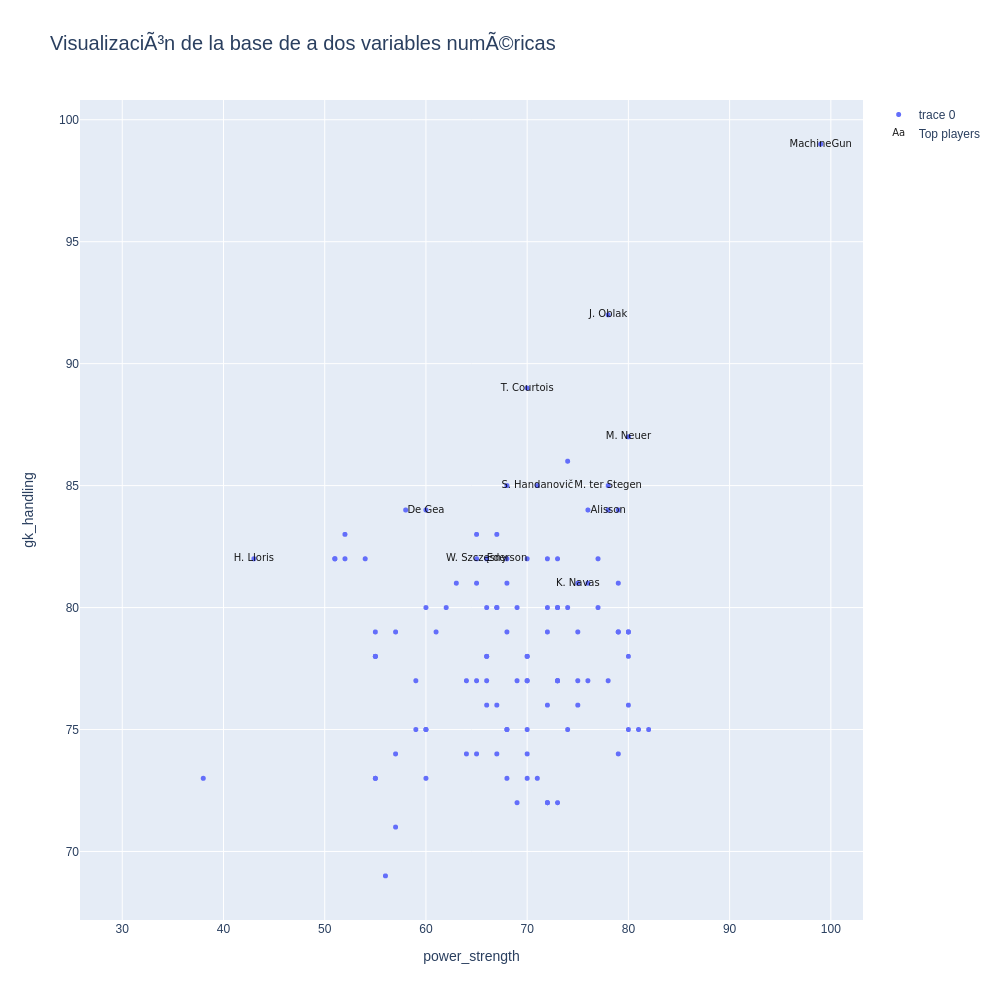 VisualizaciÃ³n de la base de a dos variables numÃ©ricas
trace 0
Aa Top players
100
95
90
85
80
75
70
gk_handling
MachineGun
J. Oblak
T. Courtois
M. Neuer
S. Handanovič
M. ter Stegen
De Gea
Alisson
H. Lloris
W. Szczęsny
Ederson
K. Navas
30 40 50 60 70 80 90 100
power_strength